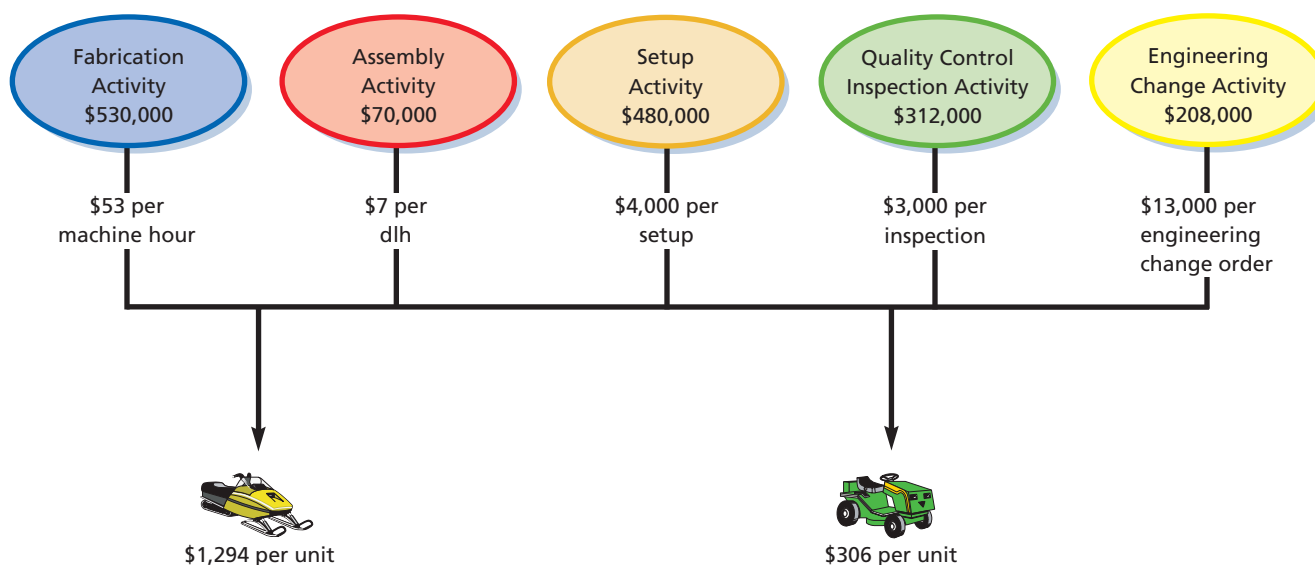 Fabrication
Activity
$530,000
Assembly
Activity
$70,000
Setup
Activity
$480,000
Quality Control
Inspection Activity
$312,000
Engineering
Change Activity
$208,000
$53 per
machine hour
$7 per
dlh
$4,000 per
setup
$3,000 per
inspection
$13,000 per
engineering
change order
$1,294 per unit
$306 per unit